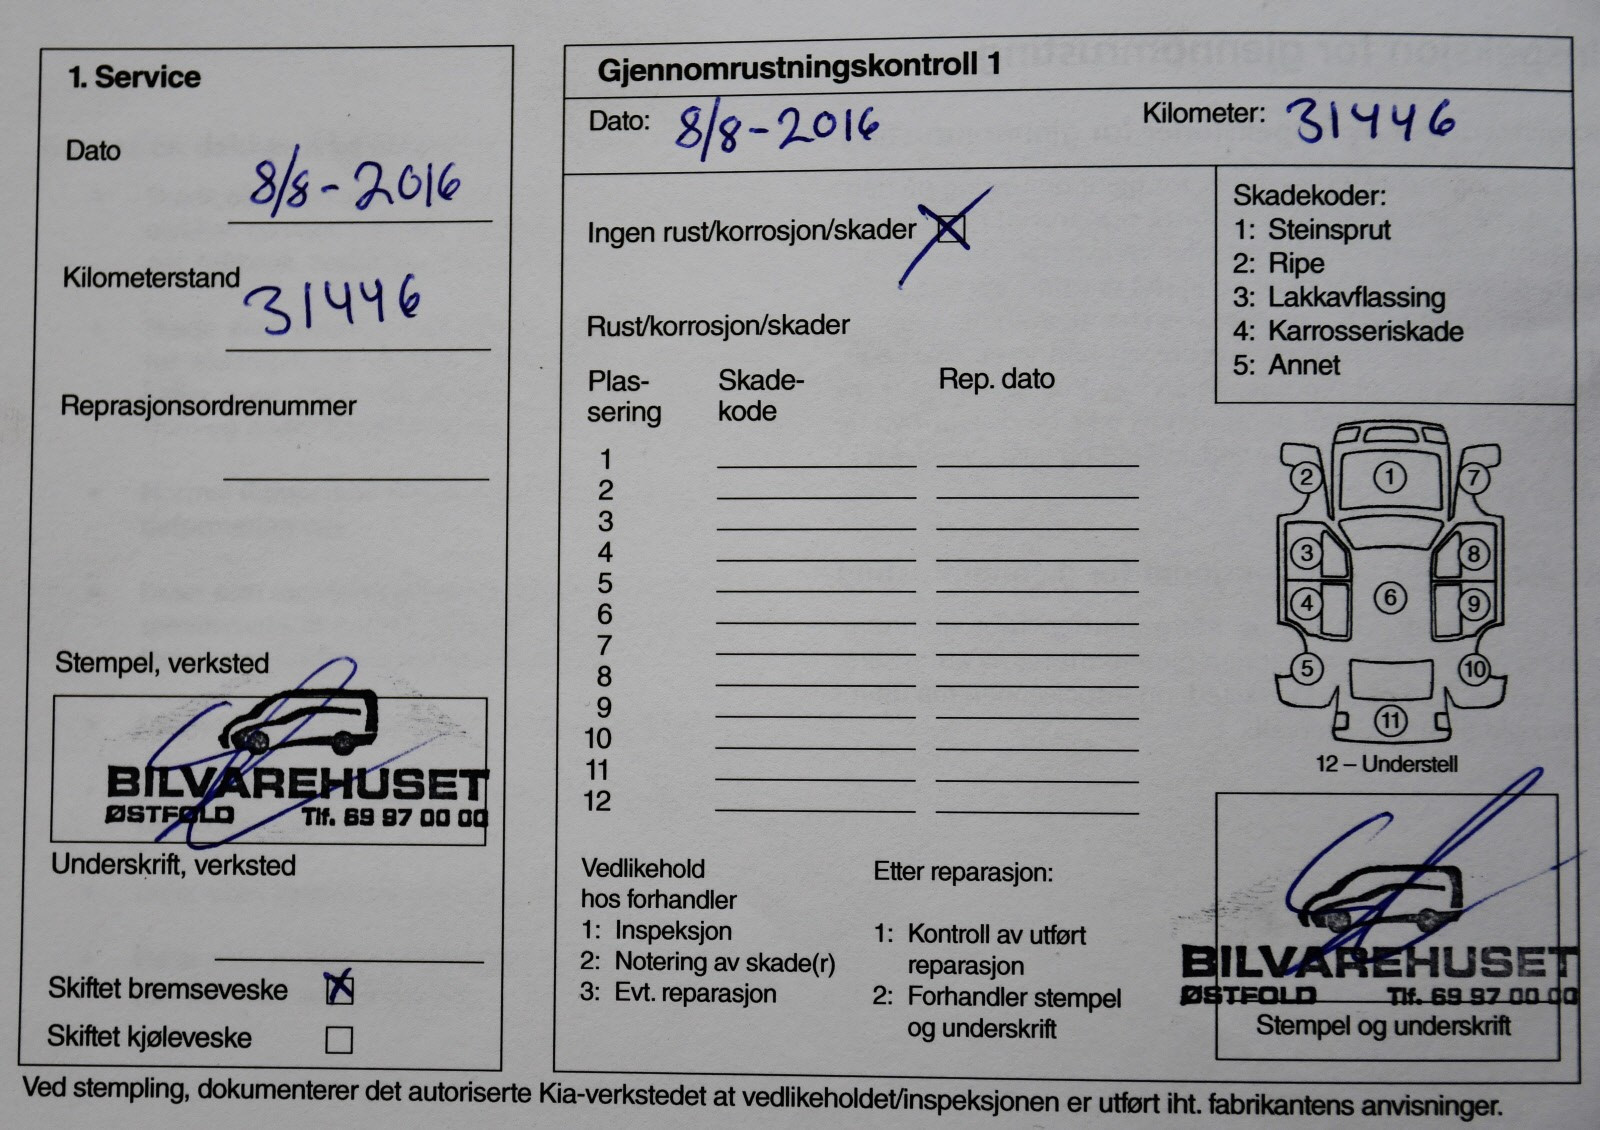 1. Service
Dato
8/8-2016
Kilometerstand
31446
Reprasjonsordrenummer
Stempel, verksted
BILVAREHUSET
ØSTFOLD Tlf. 69 97 00 00
Underskrift, verksted
Skiftet bremseveske X
Skiftet kjøleveske
Gjennomrustningskontroll 1
Dato: 8/8-2016 Kilometer: 31446
Ingen rust/korrosjon/skader X
Rust/korrosjon/skader
Plas- Skade- Rep. dato
sering kode
1
2
3
4
5
6
7
8
9
10
11
12
Skadekoder:
1: Steinsprut
2: Ripe
3: Lakkavflassing
4: Karrosseriskade
5: Annet
2 1 7
3 8
4 6 9
5 10
11
12 – Understell
Vedlikehold
hos forhandler
1: Inspeksjon
2: Notering av skade(r)
3: Evt. reparasjon
Etter reparasjon:
1: Kontroll av utført
reparasjon
2: Forhandler stempel
og underskrift
BILVAREHUSET
ØSTFOLD Tlf. 69 97 00 00
Stempel og underskrift
Ved stempling, dokumenterer det autoriserte Kia-verkstedet at vedlikeholdet/inspeksjonen er utført iht. fabrikantens anvisninger.